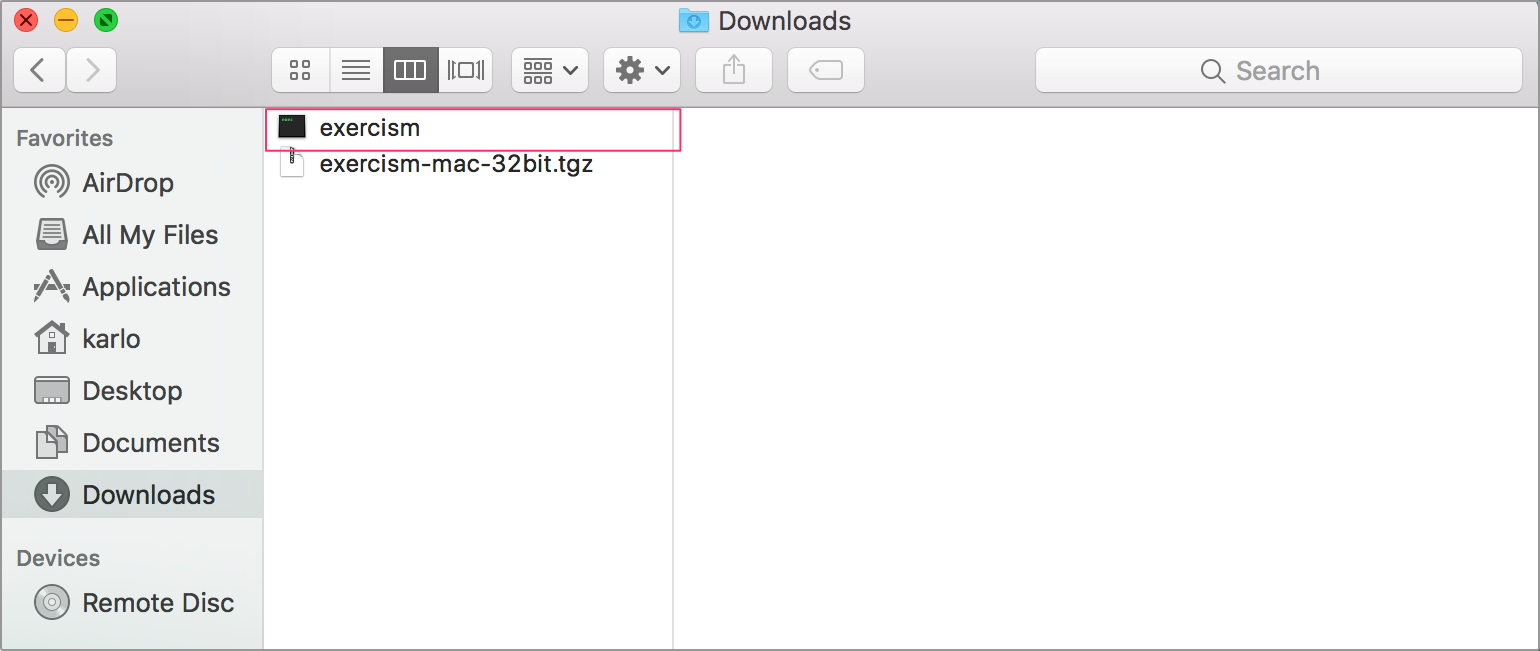 Downloads
Search
Favorites
AirDrop
All My Files
Applications
karlo
Desktop
Documents
Downloads
Devices
Remote Disc
exercism
exercism-mac-32bit.tgz